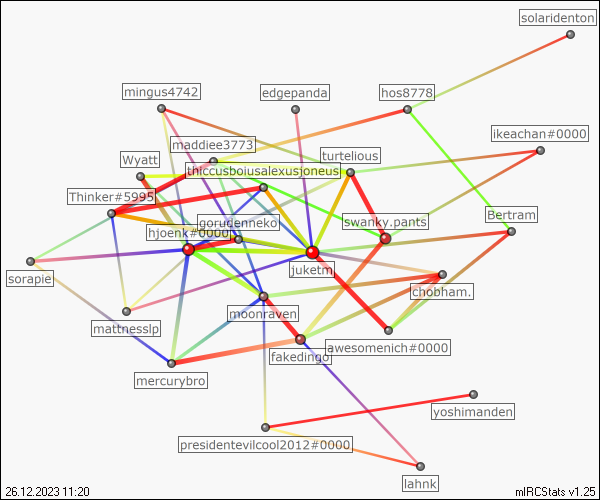 solaridenton
mingus4742
edgepanda
hos8778
ikeachan#0000
maddiee3773
turtelious
Wyatt
thiccusboiusalexusjoneus
Thinker#5995
gorudenneko
swanky.pants
Bertram
hjoenk#0000
juketm
sorapie
chobham.
mattnesslp
moonraven
awesomenich#0000
fakedingo
mercurybro
yoshimanden
presidentevilcool2012#0000
lahnk
26.12.2023 11:20
mIRCStats v1.25